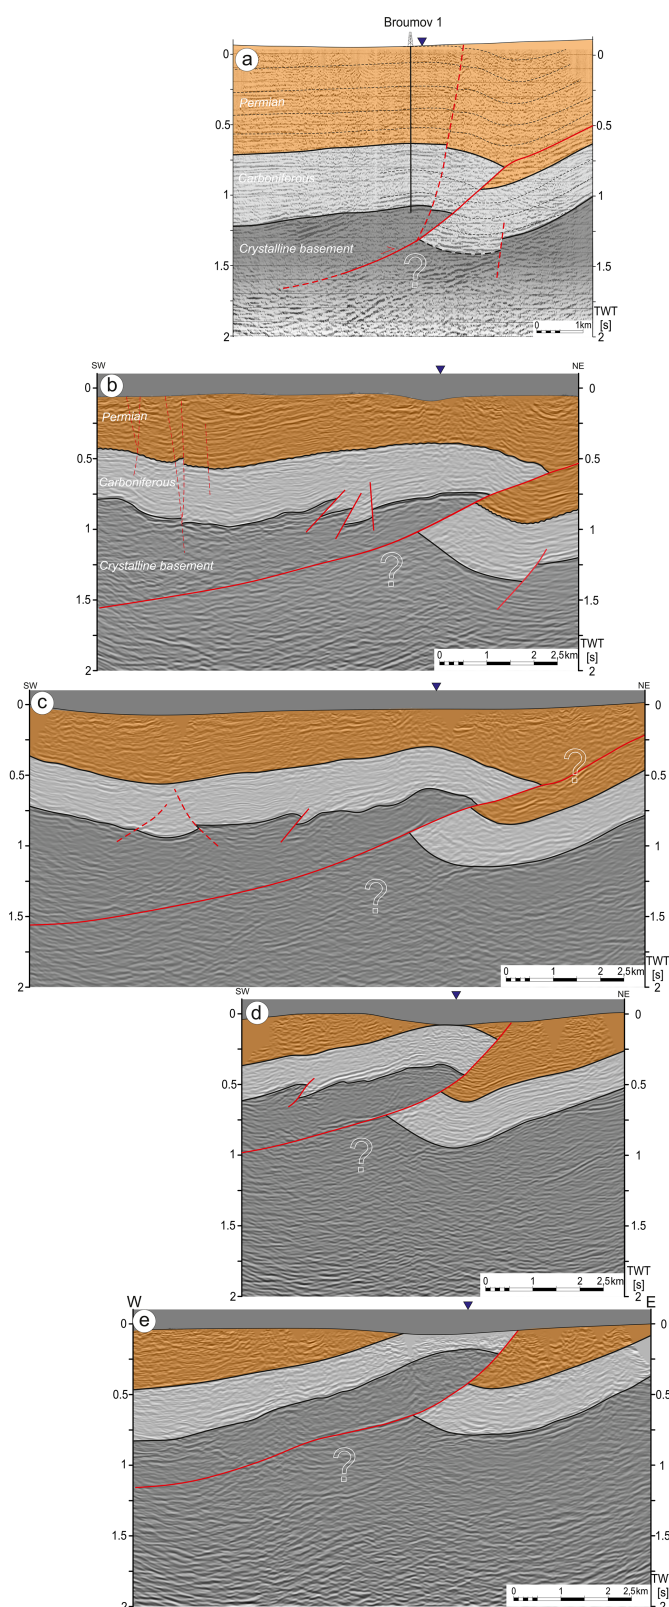 Broumov 1
a
0 0
Permian
0.5 0.5
Carboniferous
1 1
Crystalline basement
?
1.5 1.5
TWT
[s]
0 1km
2 2
SW NE
b
0 0
Permian
0.5 0.5
Carboniferous
1 1
Crystalline basement
?
1.5 1.5
TWT
[s]
0 1 2 2,5km
2 2
SW NE
c
0 0
?
0.5 0.5
1 1
?
1.5 1.5
TWT
[s]
0 1 2 2,5km
2 2
SW NE
d
0 0
0.5 0.5
1 1
?
1.5 1.5
TWT
[s]
0 1 2 2,5km
2 2
W E
e
0 0
0.5 0.5
1 1
?
1.5 1.5
TW
[s]
0 1 2 2,5km
2 2